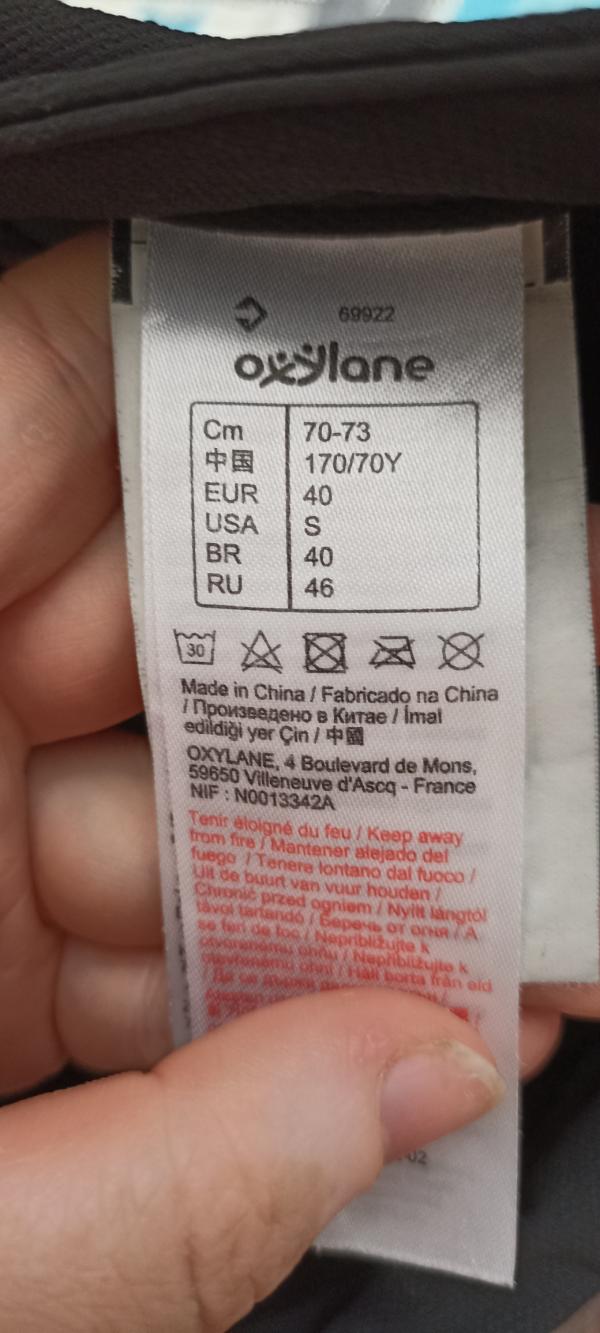 69922
oxylane
Cm 70-73
中国 170/70Y
EUR 40
USA S
BR 40
RU 46
30
Made in China / Fabricado na China
/ Произведено в Китае / İmal
edildiği yer Çin / 中國
OXYLANE, 4 Boulevard de Mons,
59650 Villeneuve d'Ascq - France
NIF : N0013342A
Tenir éloigné du feu / Keep away
from fire / Mantener alejado del
fuego / Tenere lontano dal fuoco /
Uit de buurt van vuur houden /
Chronić przed ogniem / Nyílt lángtól
távol tartandó / Беречь от огня / A
se feri de foc / Nepribližujte k
otvorenému ohňu / Nepřibližujte k
otevřenému ohni / Håll borta från eld
02